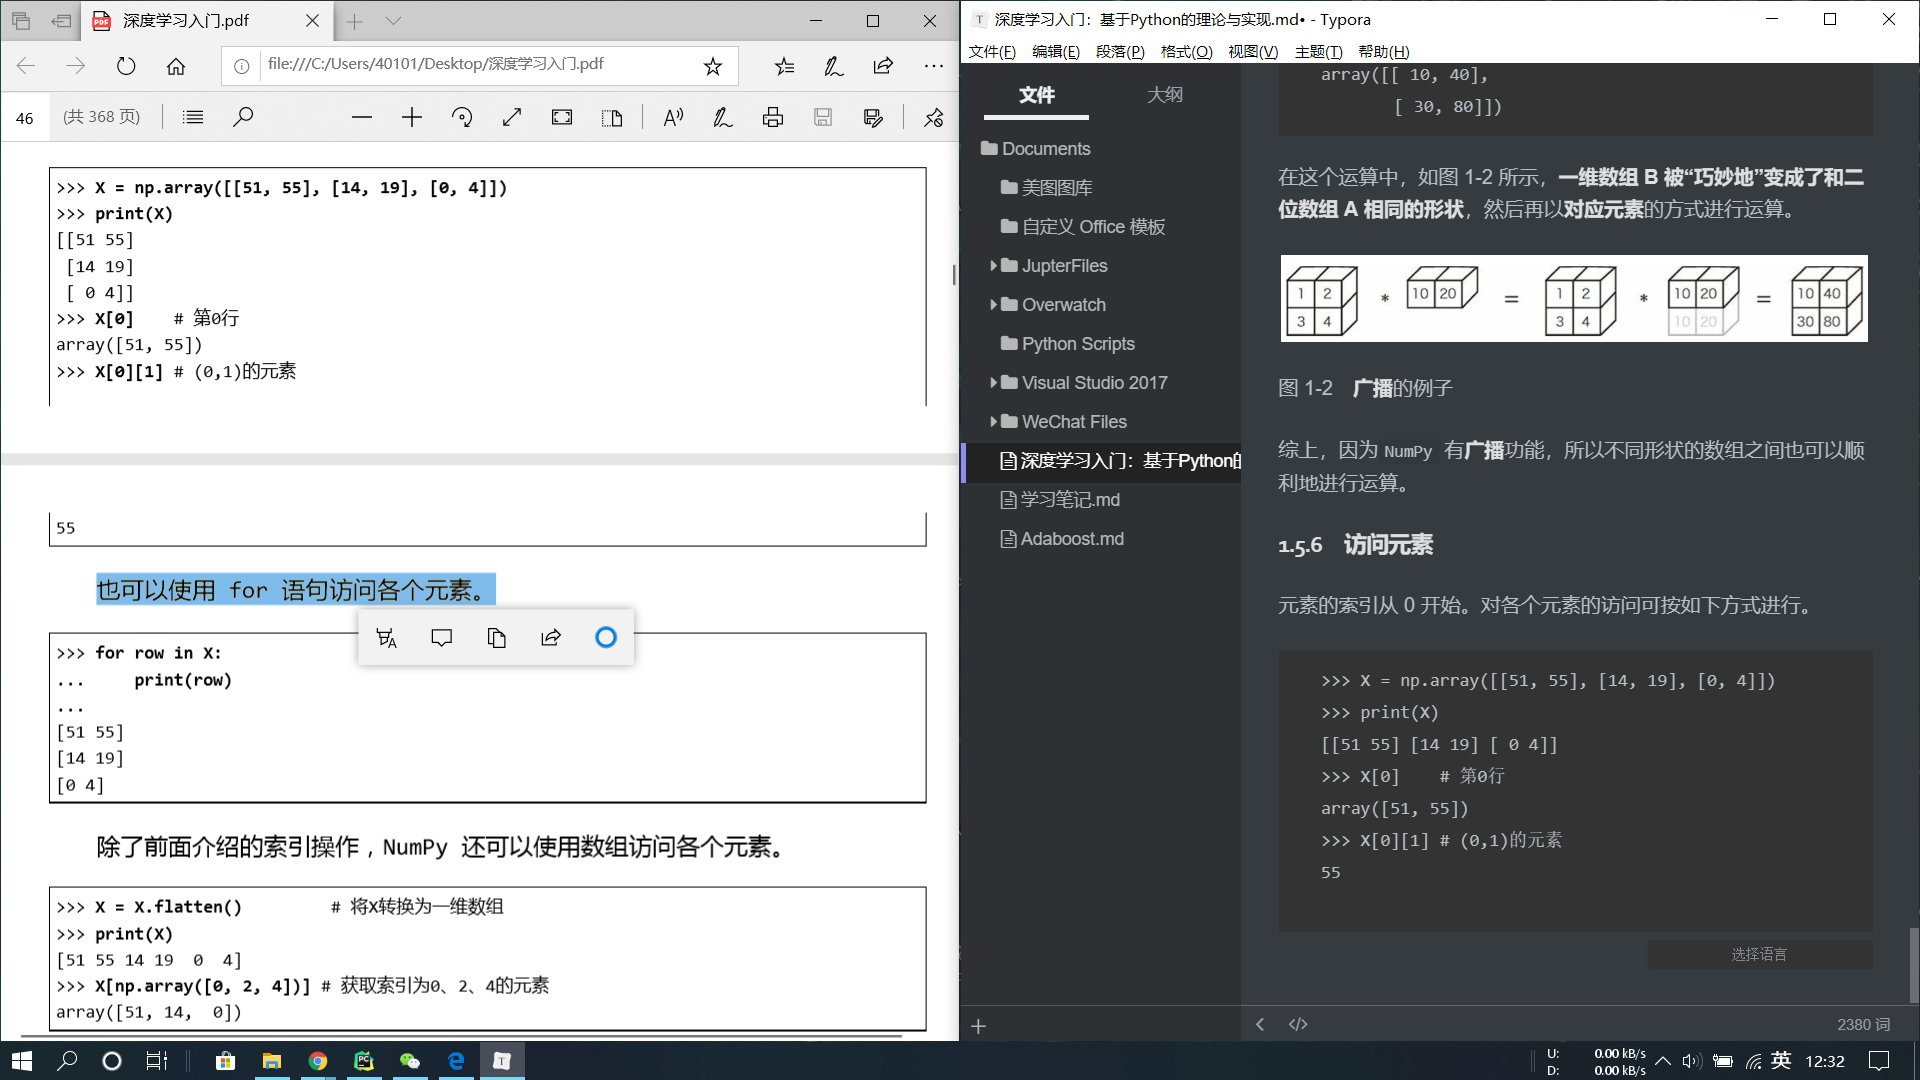 深度学习入门.pdf
file:///C:/Users/40101/Desktop/深度学习入门.pdf
46 (共 368 页)
>>> X = np.array([[51, 55], [14, 19], [0, 4]])
>>> print(X)
[[51 55]
[14 19]
[ 0 4]]
>>> X[0] # 第0行
array([51, 55])
>>> X[0][1] # (0,1)的元素
55
也可以使用 for 语句访问各个元素。
>>> for row in X:
... print(row)
...
[51 55]
[14 19]
[0 4]
除了前面介绍的索引操作，NumPy 还可以使用数组访问各个元素。
>>> X = X.flatten() # 将X转换为一维数组
>>> print(X)
[51 55 14 19 0 4]
>>> X[np.array([0, 2, 4])] # 获取索引为0、2、4的元素
array([51, 14, 0])
深度学习入门：基于Python的理论与实现.md• - Typora
文件(F) 编辑(E) 段落(P) 格式(O) 视图(V) 主题(T) 帮助(H)
文件 大纲
Documents
美图图库
自定义 Office 模板
JupterFiles
Overwatch
Python Scripts
Visual Studio 2017
WeChat Files
深度学习入门：基于Python的
学习笔记.md
Adaboost.md
array([[ 10, 40],
[ 30, 80]])
在这个运算中，如图 1-2 所示，一维数组 B 被“巧妙地”变成了和二
位数组 A 相同的形状，然后再以对应元素的方式进行运算。
1 2 * 10 20 = 1 2 * 10 20 = 10 40
3 4 3 4 10 20 30 80
图 1-2 广播的例子
综上，因为 NumPy 有广播功能，所以不同形状的数组之间也可以顺
利地进行运算。
1.5.6 访问元素
元素的索引从 0 开始。对各个元素的访问可按如下方式进行。
>>> X = np.array([[51, 55], [14, 19], [0, 4]])
>>> print(X)
[[51 55] [14 19] [ 0 4]]
>>> X[0] # 第0行
array([51, 55])
>>> X[0][1] # (0,1)的元素
55
选择语言
2380 词
U: 0.00 kB/s
D: 0.00 kB/s
英 12:32